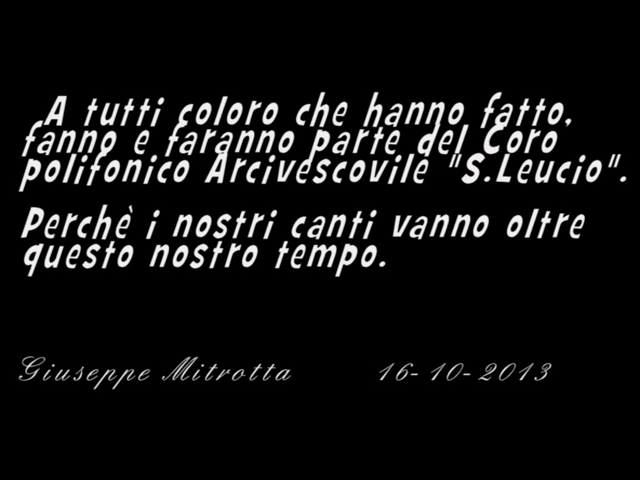 A tutti coloro che hanno fatto,
fanno e faranno parte del Coro
polifonico Arcivescovile "S.Leucio".
Perchè i nostri canti vanno oltre
questo nostro tempo.
Giuseppe Mitrotta 16-10-2013